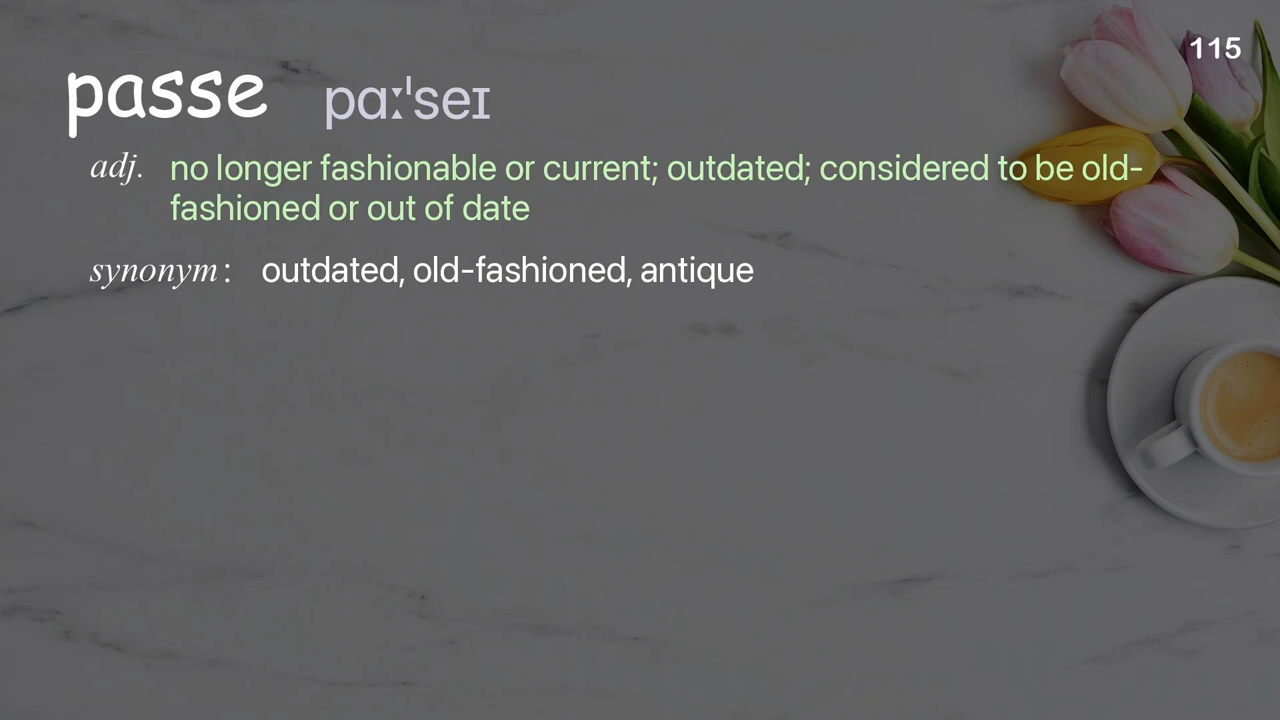 115
passe pɑːˈseɪ
adj. no longer fashionable or current; outdated; considered to be old-
fashioned or out of date
synonym: outdated, old-fashioned, antique